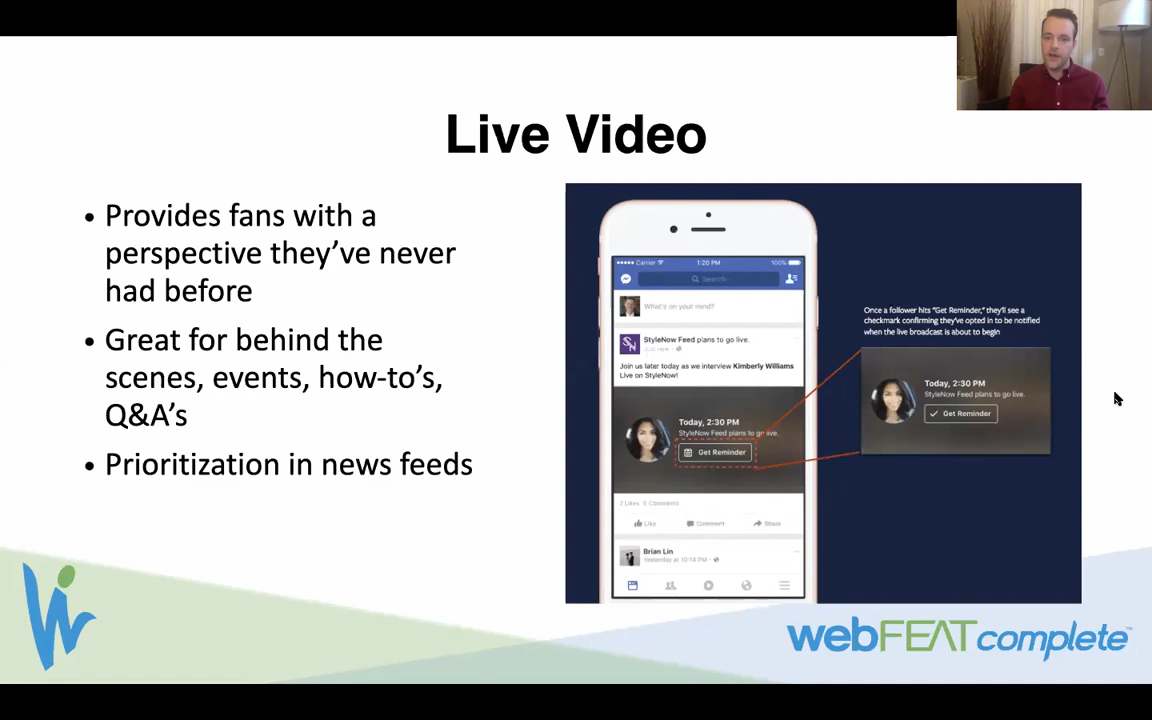 Live Video
• Provides fans with a
perspective they've never
had before
• Great for behind the
scenes, events, how-to's,
Q&A's
• Prioritization in news feeds
Carrier
1:20 PM
100%
Search
What's on your mind?
StyleNow Feed plans to go live.
Join us later today as we interview Kimberly Williams
Live on StyleNow!
Today, 2:30 PM
StyleNow Feed plans to go live.
Get Reminder
2 Likes 6 Comments
Like Comment Share
Brian Lin
Yesterday at 10:14 PM
Once a follower hits "Get Reminder," they'll see a
checkmark confirming they've opted in to be notified
when the live broadcast is about to begin
Today, 2:30 PM
StyleNow Feed plans to go live.
Get Reminder
webFEAT complete™